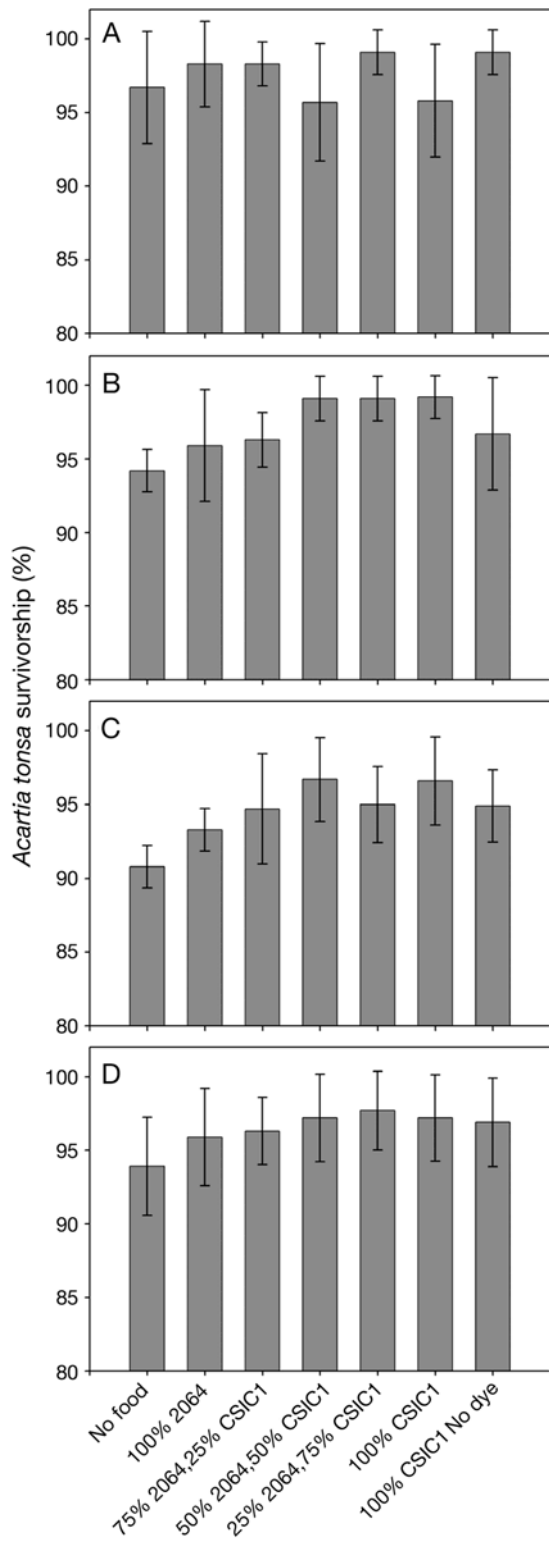 A
100
95
90
85
80
B
100
95
90
85
80
C
100
95
90
85
80
D
100
95
90
85
80
Acartia tonsa survivorship (%)
No food
100% 2064
75% 2064,25% CSIC1
50% 2064,50% CSIC1
25% 2064,75% CSIC1
100% CSIC1
100% CSIC1 No dye